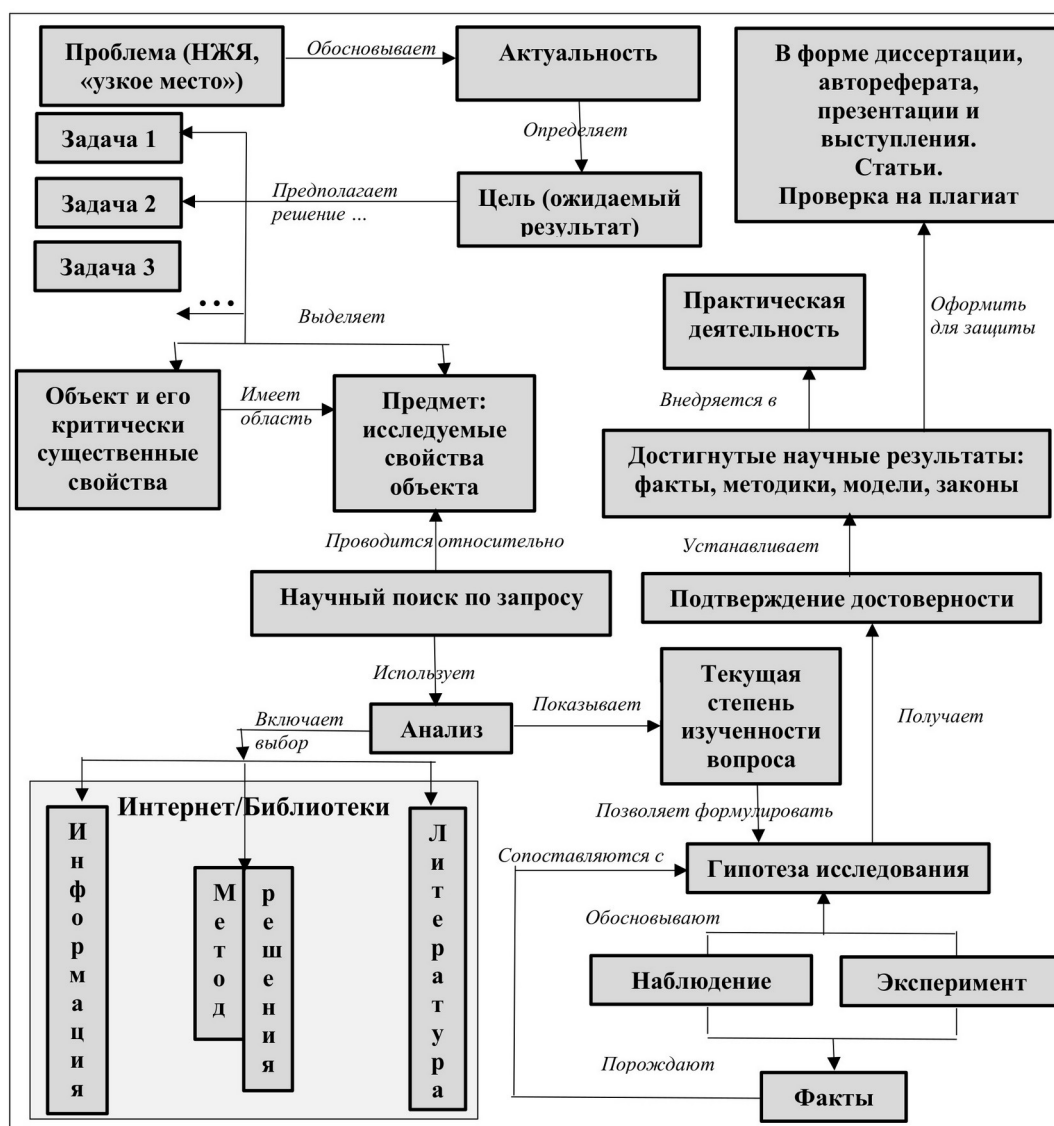 Проблема (НЖЯ,
«узкое место»)
Обосновывает
Актуальность
В форме диссертации,
автореферата,
презентации и
выступления.
Статьи.
Проверка на плагиат
Определяет
Задача 1
Задача 2
Задача 3
...
Предполагает
решение ...
Цель (ожидаемый
результат)
Выделяет
Практическая
деятельность
Оформить
для защиты
Объект и его
критически
существенные
свойства
Имеет
область
Предмет:
исследуемые
свойства
объекта
Внедряется в
Достигнутые научные результаты:
факты, методики, модели, законы
Проводится относительно
Устанавливает
Научный поиск по запросу
Подтверждение достоверности
Использует
Анализ
Показывает
Текущая
степень
изученности
вопроса
Получает
Включает
выбор
Интернет/Библиотеки
Информация
Метод
решения
Литература
Позволяет формулировать
Сопоставляются с
Гипотеза исследования
Обосновывают
Наблюдение
Эксперимент
Порождают
Факты